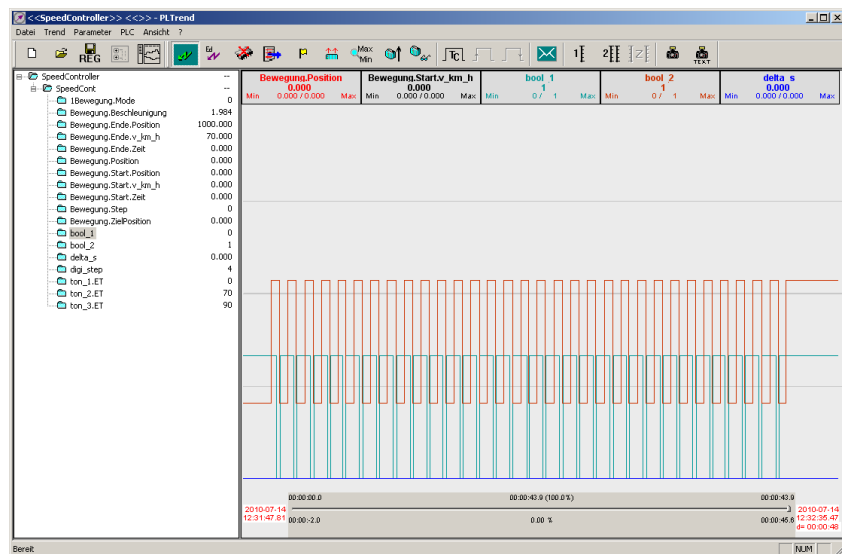 <<SpeedController>> <<>> - PLTrend
Datei Trend Parameter PLC Ansicht ?
REG Ed Max Min TC 1 2 z TEXT
SpeedController --
SpeedCont --
1Bewegung.Mode 0
Bewegung.Beschleunigung 1.984
Bewegung.Ende.Position 1000.000
Bewegung.Ende.v_km_h 70.000
Bewegung.Ende.Zeit 0.000
Bewegung.Position 0.000
Bewegung.Start.Position 0.000
Bewegung.Start.v_km_h 0.000
Bewegung.Start.Zeit 0.000
Bewegung.Step 0
Bewegung.ZielPosition 0.000
bool_1 0
bool_2 1
delta_s 0.000
digi_step 4
ton_1.ET 0
ton_2.ET 70
ton_3.ET 90
Bewegung.Position
0.000
Min 0.000 / 0.000 Max
Bewegung.Start.v_km_h
0.000
Min 0.000 / 0.000 Max
bool_1
1
Min 0 / 1 Max
bool_2
1
Min 0 / 1 Max
delta_s
0.000
Min 0.000 / 0.000 Max
00:00:00.0 00:00:43.9 (100.0%) 00:00:43.9
2010-07-14
12:31:47.81
00:00:-2.0 0.00 % 00:00:45.6
2010-07-14
12:32:35.47
d= 00:00:48
Bereit NUM